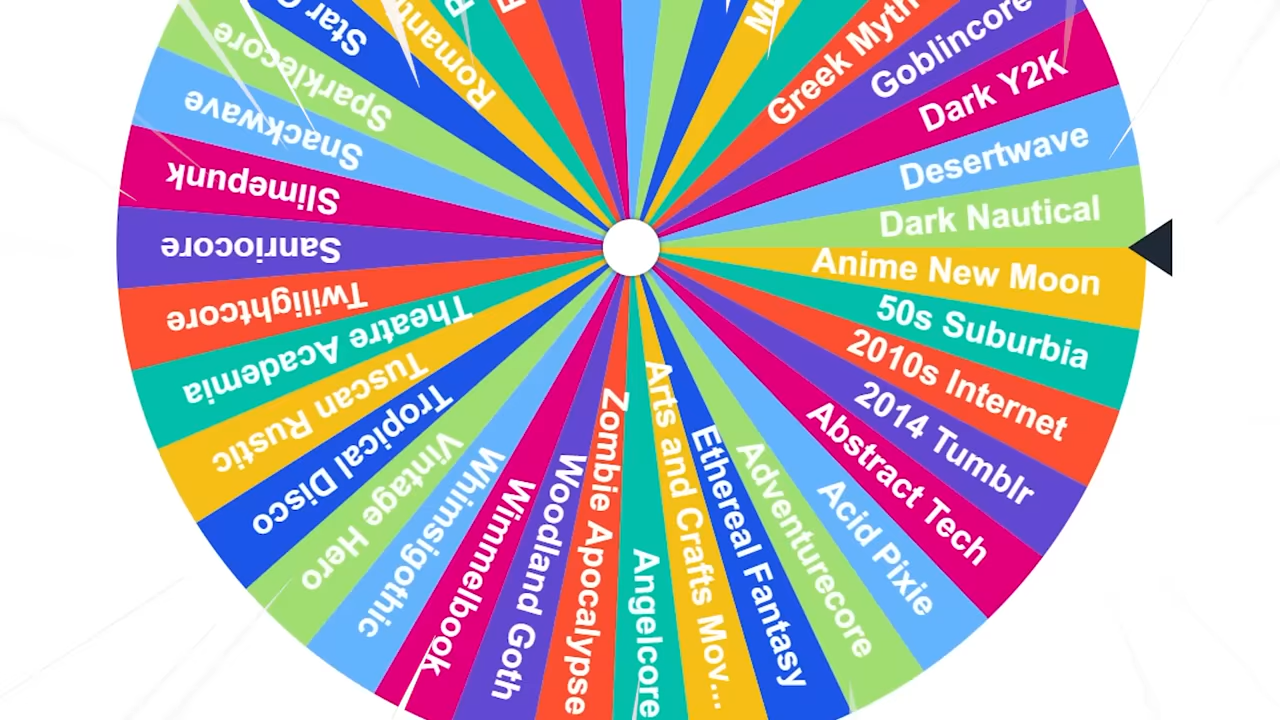 Greek Myth
Goblincore
Dark Y2K
Desertwave
Dark Nautical
Anime New Moon
50s Suburbia
2010s Internet
2014 Tumblr
Abstract Tech
Acid Pixie
Adventurecore
Ethereal Fantasy
Arts and Crafts Mov...
Angelcore
Zombie Apocalypse
Woodland Goth
Wimmelbook
Whimsigothic
Vintage Hero
Tropical Disco
Tuscan Rustic
Theatre Academia
Twilightcore
Sanriocore
Slimepunk
Snackwave
Sparklecore
Star
Romant